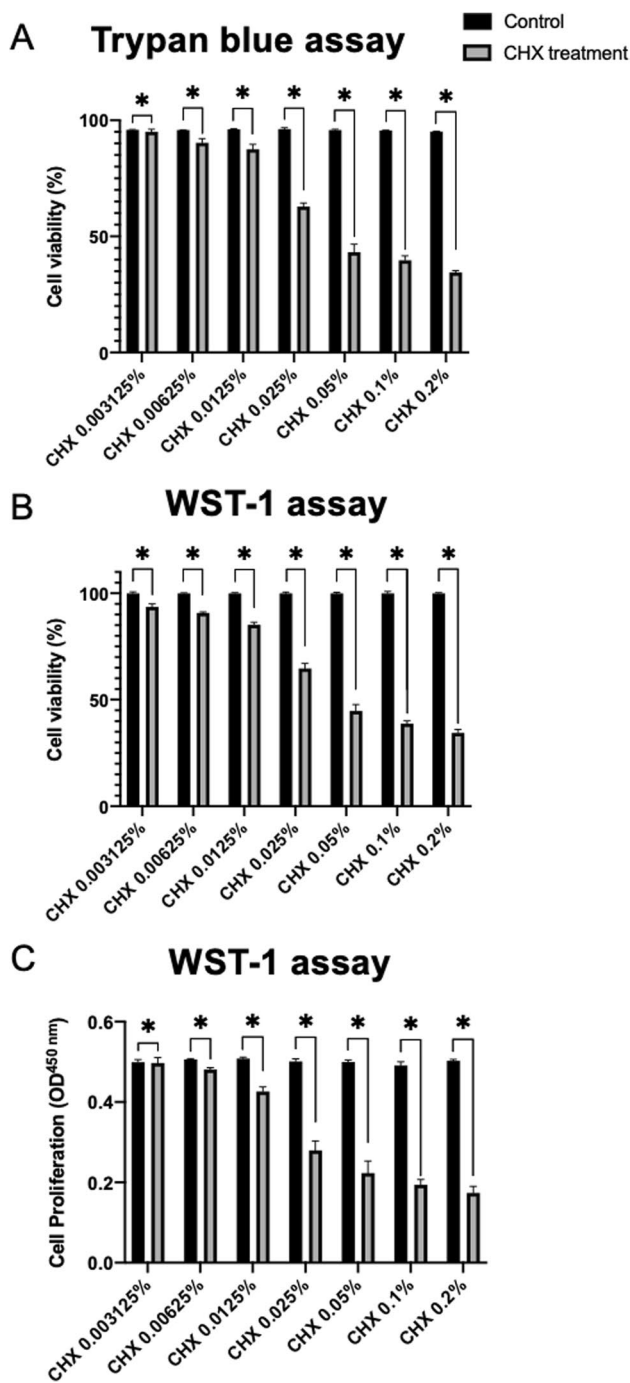 A
Trypan blue assay
Control
CHX treatment
* * * * * * *
Cell viability (%)
100
50
0
CHX 0.003125%
CHX 0.00625%
CHX 0.0125%
CHX 0.025%
CHX 0.05%
CHX 0.1%
CHX 0.2%
B
WST-1 assay
* * * * * * *
Cell viability (%)
100
50
0
CHX 0.003125%
CHX 0.00625%
CHX 0.0125%
CHX 0.025%
CHX 0.05%
CHX 0.1%
CHX 0.2%
C
WST-1 assay
* * * * * * *
Cell Proliferation (OD450 nm)
0.6
0.4
0.2
0.0
CHX 0.003125%
CHX 0.00625%
CHX 0.0125%
CHX 0.025%
CHX 0.05%
CHX 0.1%
CHX 0.2%